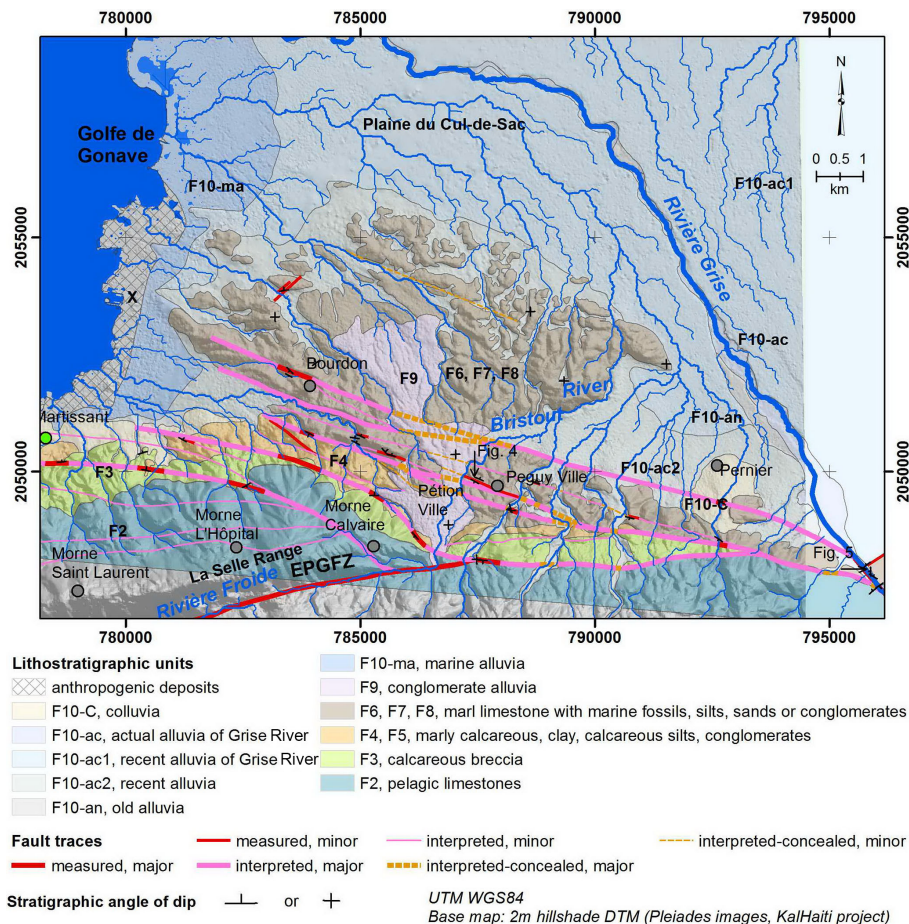 780000 785000 790000 795000
N
Golfe de
Gonave
Plaine du Cul-de-Sac
0 0.5 1
km
F10-ma
F10-ac1
2055000
2055000
Rivière Grise
X
F10-ac
Bourdon
F9
F6, F7, F8
River
Bristout
F10-an
Martissant
Fig. 4
2050000
2050000
F3
F4
F10-ac2
Pernier
Peguy Ville
Pétion
Ville
F10-C
F2
Morne
L'Hôpital
Morne
Calvaire
Fig. 5
Morne
Saint Laurent
La Selle Range
EPGFZ
Rivière Froide
780000 785000 790000 795000
Lithostratigraphic units
anthropogenic deposits
F10-C, colluvia
F10-ac, actual alluvia of Grise River
F10-ac1, recent alluvia of Grise River
F10-ac2, recent alluvia
F10-an, old alluvia
F10-ma, marine alluvia
F9, conglomerate alluvia
F6, F7, F8, marl limestone with marine fossils, silts, sands or conglomerates
F4, F5, marly calcareous, clay, calcareous silts, conglomerates
F3, calcareous breccia
F2, pelagic limestones
Fault traces
measured, minor
interpreted, minor
interpreted-concealed, minor
measured, major
interpreted, major
interpreted-concealed, major
Stratigraphic angle of dip or
UTM WGS84
Base map: 2m hillshade DTM (Pleiades images, KalHaiti project)